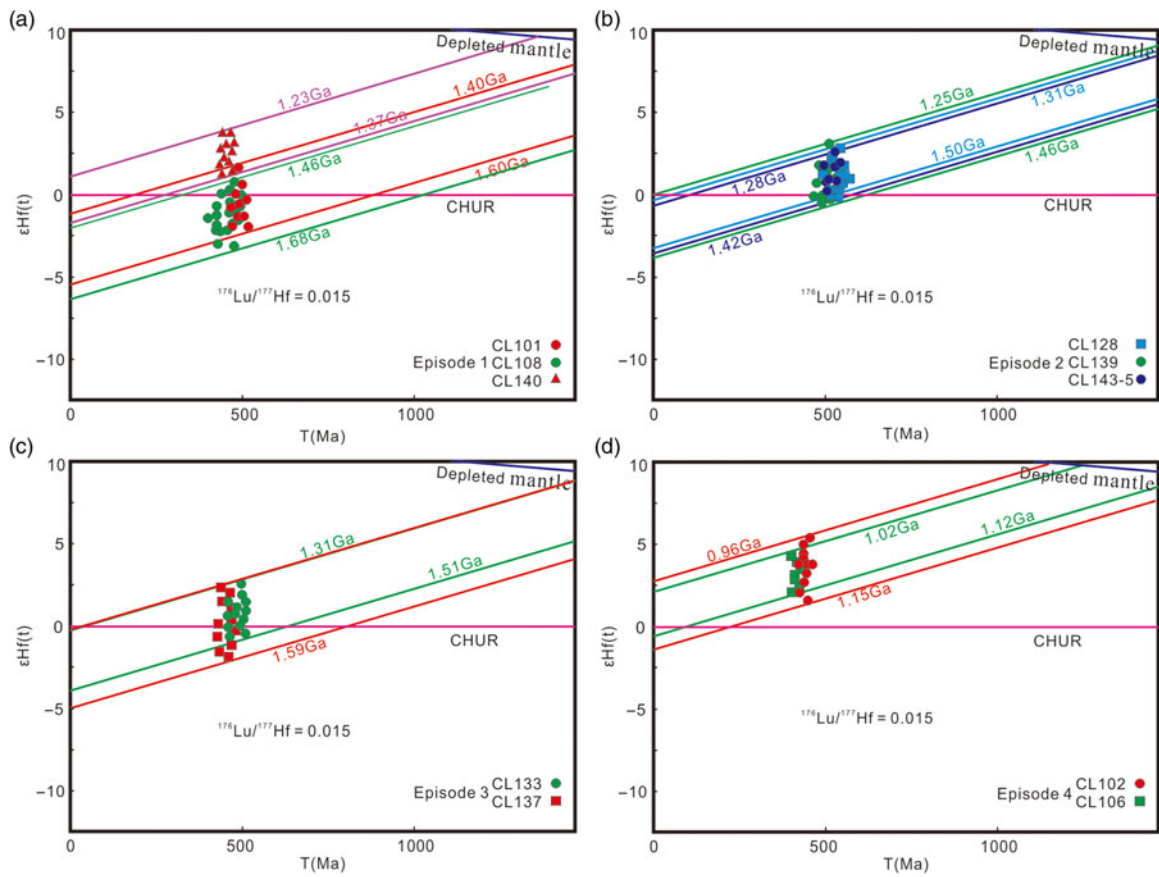 (a)
10
5
0
−5
−10
εHf(t)
Depleted mantle
1.23Ga
1.40Ga
1.37Ga
1.46Ga
1.60Ga
1.68Ga
CHUR
¹⁷⁶Lu/¹⁷⁷Hf = 0.015
CL101
Episode 1 CL108
CL140
0 500 1000
T(Ma)
(b)
10
5
0
−5
−10
εHf(t)
Depleted mantle
1.25Ga
1.31Ga
1.28Ga
1.50Ga
1.46Ga
1.42Ga
CHUR
¹⁷⁶Lu/¹⁷⁷Hf = 0.015
CL128
Episode 2 CL139
CL143-5
0 500 1000
T(Ma)
(c)
10
5
0
−5
−10
εHf(t)
Depleted mantle
1.31Ga
1.51Ga
1.59Ga
CHUR
¹⁷⁶Lu/¹⁷⁷Hf = 0.015
CL133
Episode 3
CL137
0 500 1000
T(Ma)
(d)
10
5
0
−5
−10
εHf(t)
Depleted mantle
0.96Ga
1.02Ga
1.12Ga
1.15Ga
CHUR
¹⁷⁶Lu/¹⁷⁷Hf = 0.015
CL102
Episode 4
CL106
0 500 1000
T(Ma)